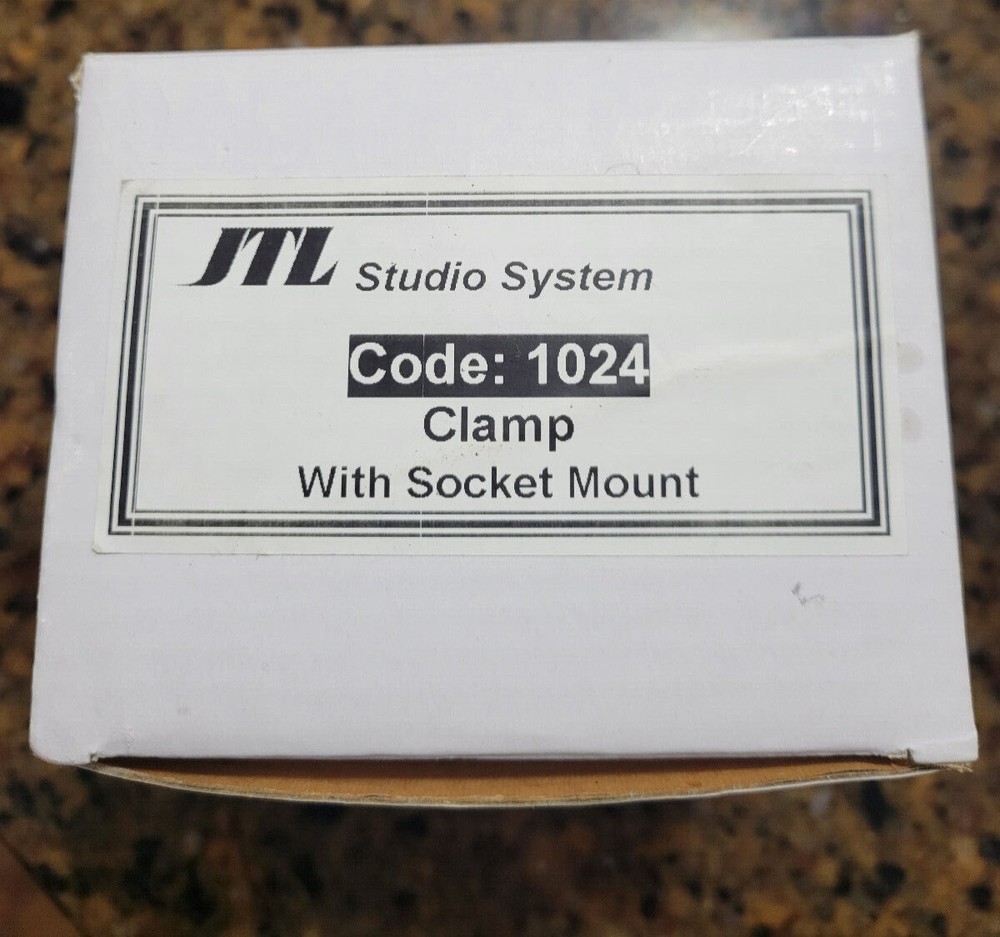 JTL Studio System
Code: 1024
Clamp
With Socket Mount